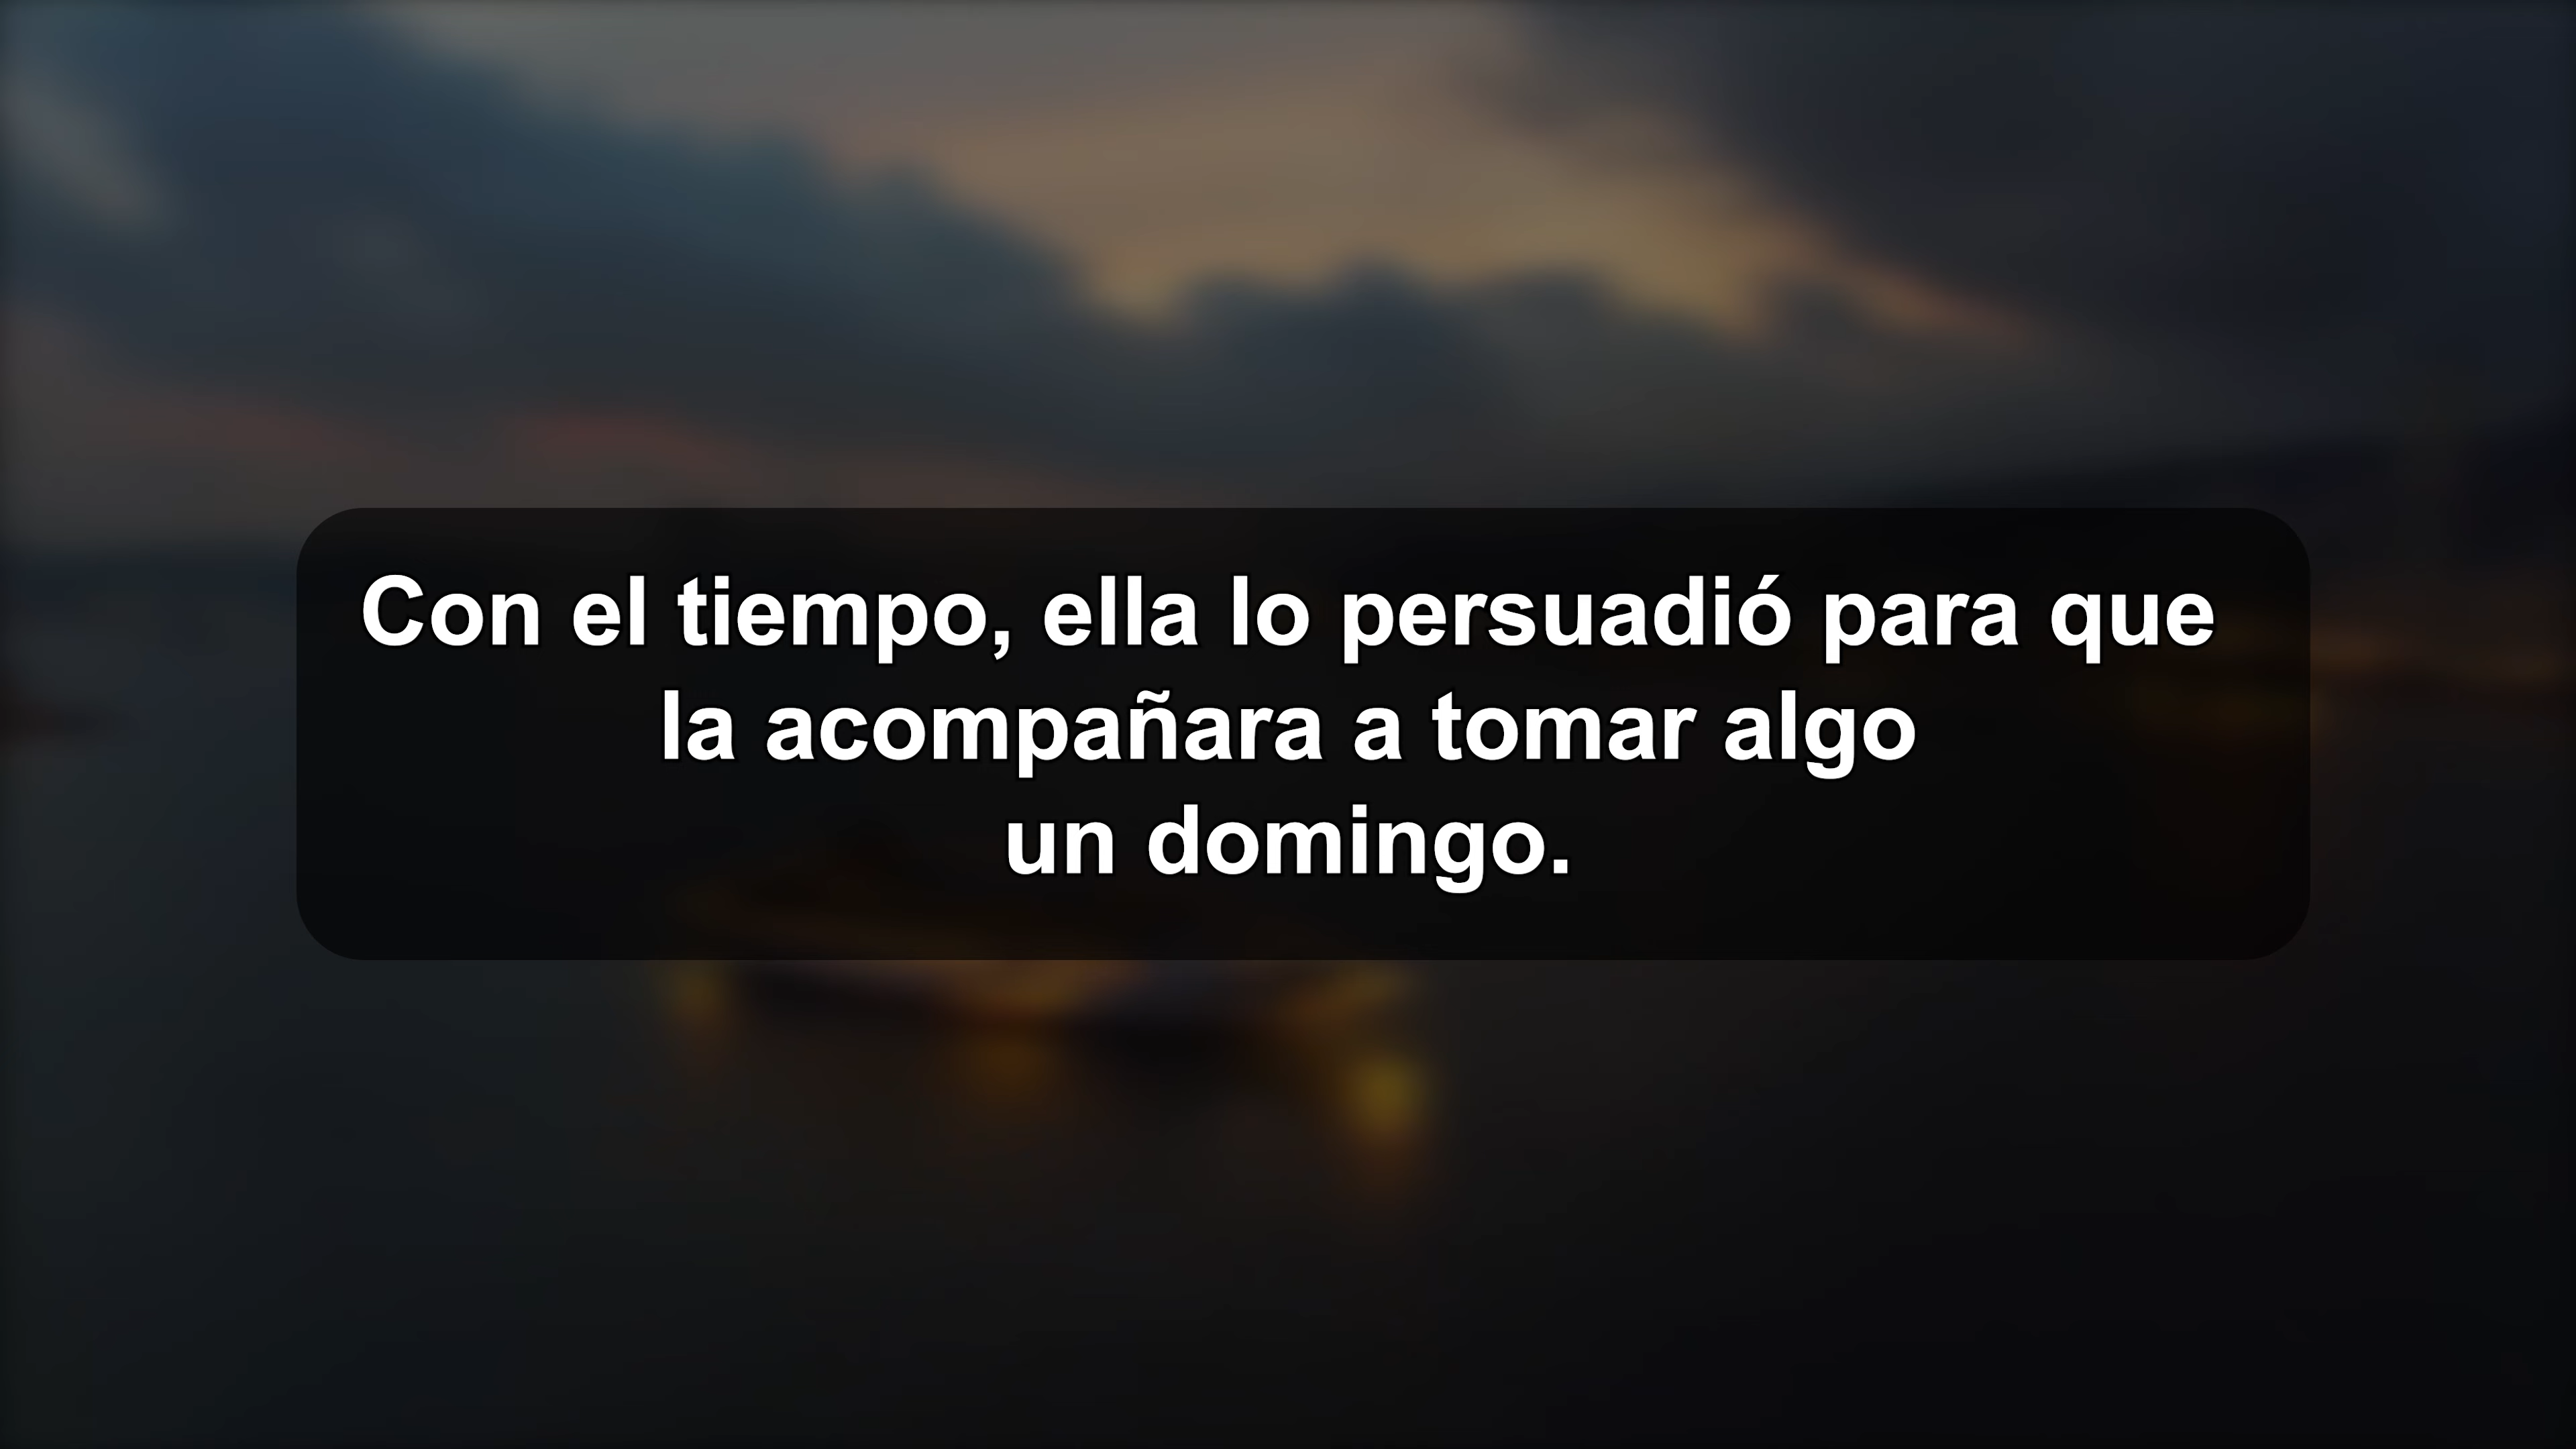 Con el tiempo, ella lo persuadió para que
la acompañara a tomar algo
un domingo.